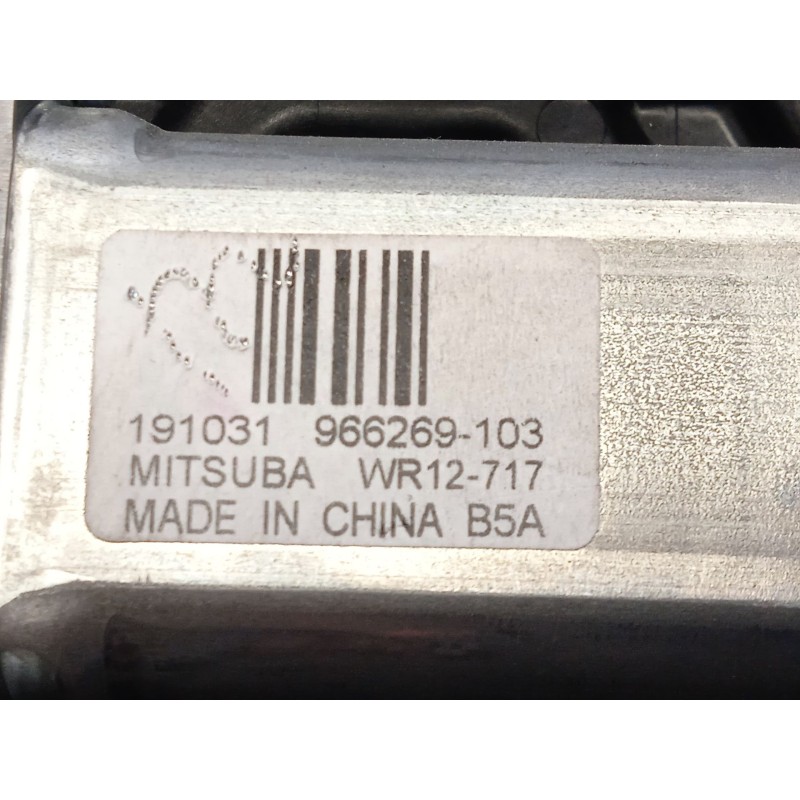 191031 966269-103
MITSUBA WR12-717
MADE IN CHINA B5A